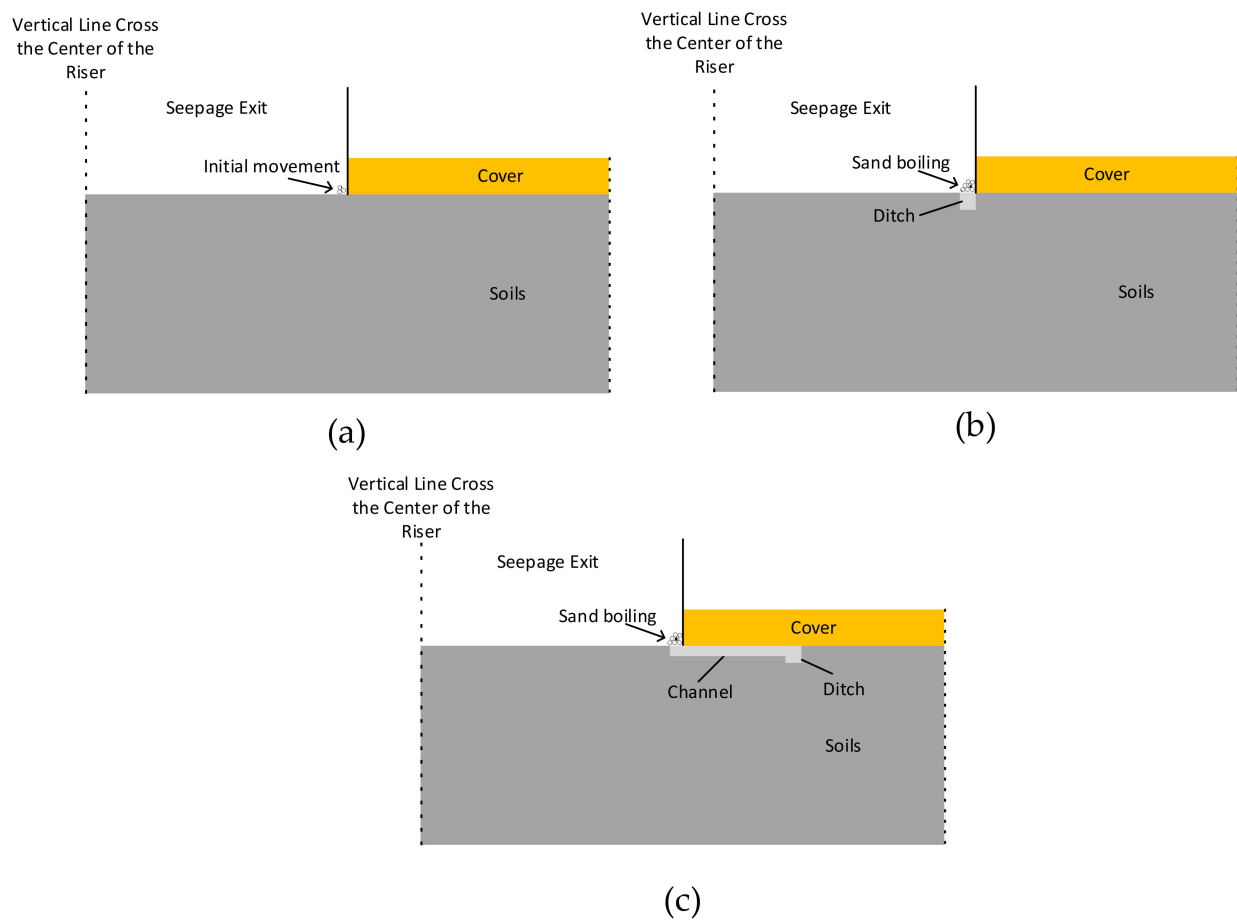 Vertical Line Cross
the Center of the
Riser
Seepage Exit
Initial movement
Cover
Soils
(a)
Vertical Line Cross
the Center of the
Riser
Seepage Exit
Sand boiling
Cover
Ditch
Soils
(b)
Vertical Line Cross
the Center of the
Riser
Seepage Exit
Sand boiling
Cover
Channel
Ditch
Soils
(c)